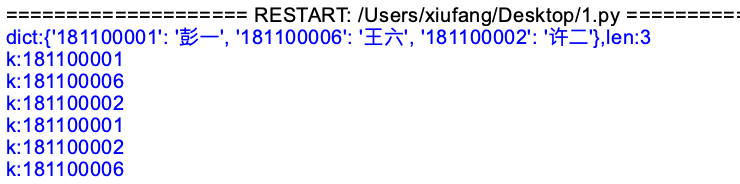 ==================== RESTART: /Users/xiufang/Desktop/1.py ==========
dict:{'181100001': '彭一', '181100006': '王六', '181100002': '许二'},len:3
k:181100001
k:181100006
k:181100002
k:181100001
k:181100002
k:181100006